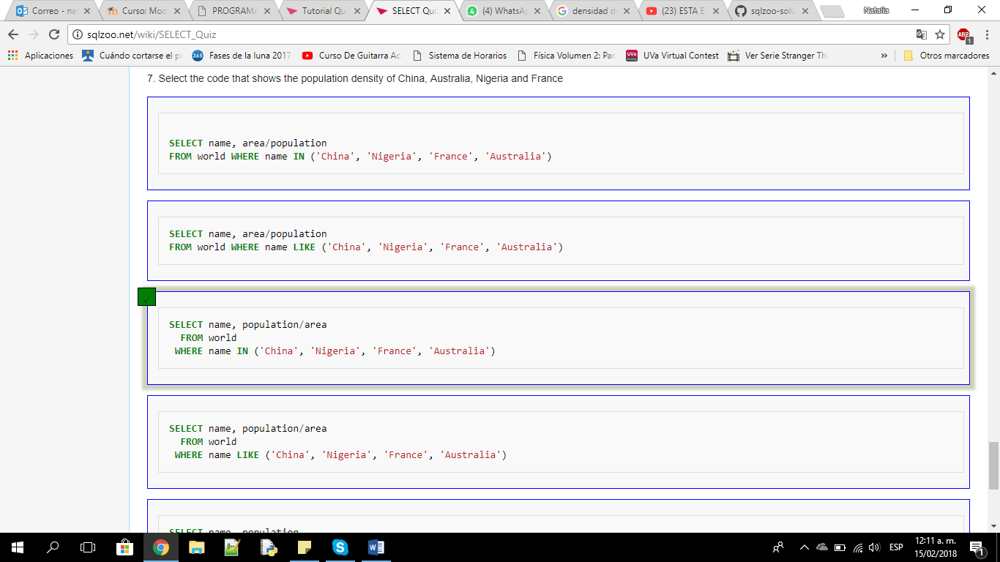 Correo - na
Curso: Mod
PROGRAMA
Tutorial Qu
SELECT Qui
(4) WhatsAp
densidad d
(23) ESTA E
sqlzoo-solu
Natalia
sqlzoo.net/wiki/SELECT_Quiz
ABP
1
Aplicaciones
Cuándo cortarse el pe
365
Fases de la luna 2017
Curso De Guitarra Ac
Sistema de Horarios
Física Volumen 2: Par
UVa
UVa Virtual Contest
Ver Serie Stranger Th
»
Otros marcadores
7. Select the code that shows the population density of China, Australia, Nigeria and France
SELECT name, area/population
FROM world WHERE name IN ('China', 'Nigeria', 'France', 'Australia')
SELECT name, area/population
FROM world WHERE name LIKE ('China', 'Nigeria', 'France', 'Australia')
SELECT name, population/area
FROM world
WHERE name IN ('China', 'Nigeria', 'France', 'Australia')
SELECT name, population/area
FROM world
WHERE name LIKE ('China', 'Nigeria', 'France', 'Australia')
SELECT name, population
ESP
12:11 a. m.
15/02/2018
1